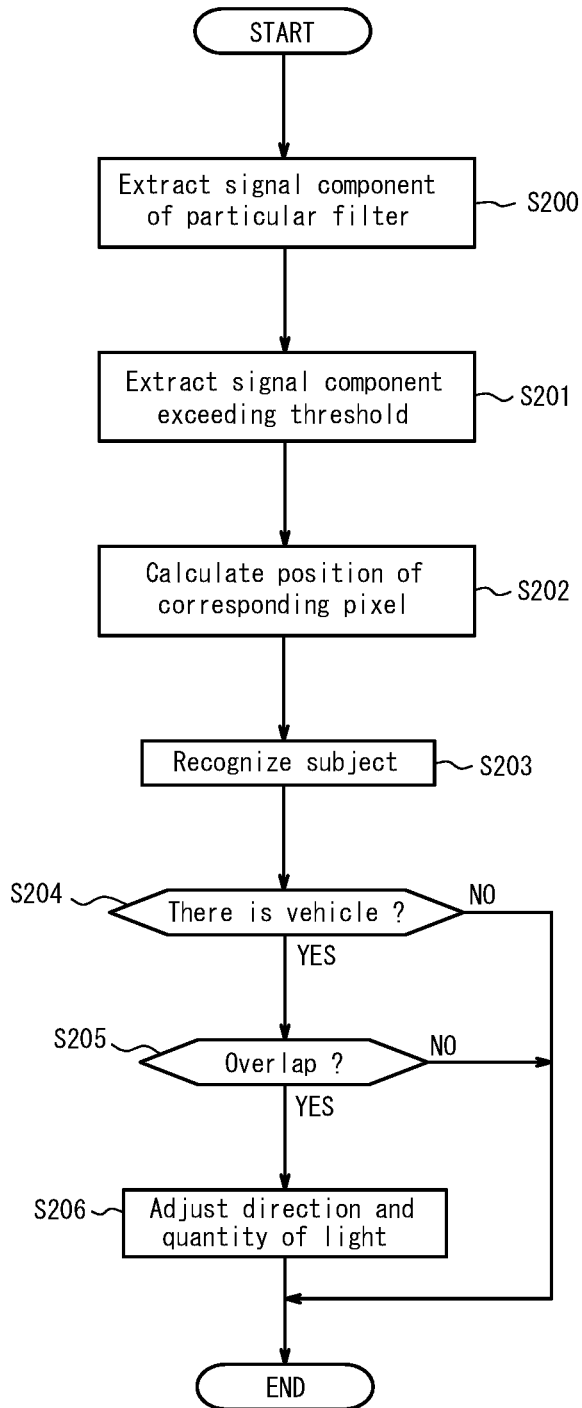 START
Extract signal component
of particular filter
S200
Extract signal component
exceeding threshold
S201
Calculate position of
corresponding pixel
S202
Recognize subject
S203
S204
There is vehicle ?
NO
YES
S205
Overlap ?
NO
YES
S206
Adjust direction and
quantity of light
END